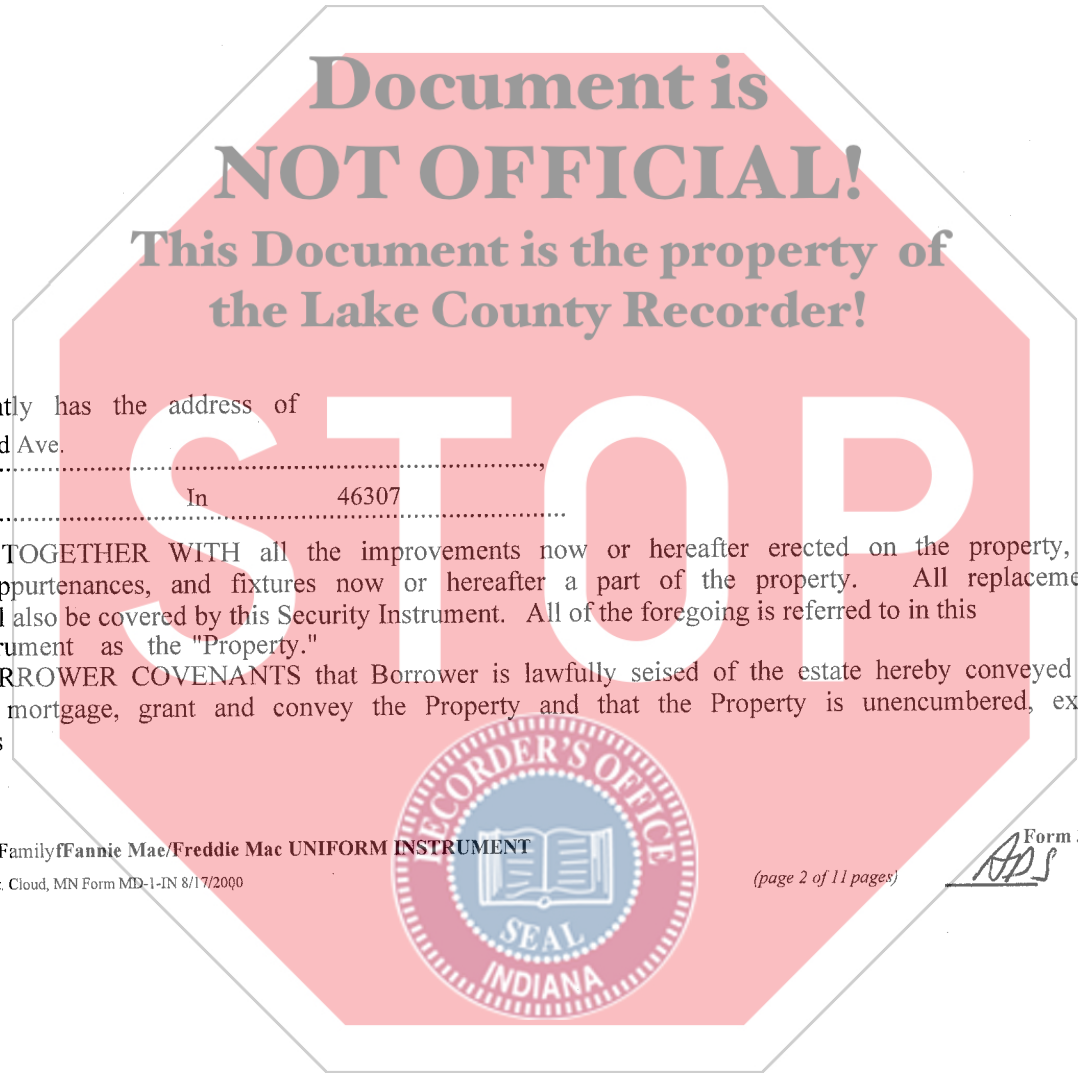 Document is
NOT OFFICIAL!
This Document is the property of
the Lake County Recorder!
STOP
ntly has the address of
d Ave.
In 46307
TOGETHER WITH all the improvements now or hereafter erected on the property,
ppurtenances, and fixtures now or hereafter a part of the property. All replaceme
l also be covered by this Security Instrument. All of the foregoing is referred to in this
rument as the "Property."
RROWER COVENANTS that Borrower is lawfully seised of the estate hereby conveyed
mortgage, grant and convey the Property and that the Property is unencumbered, ex
s
FamilyfFannie Mae/Freddie Mac UNIFORM INSTRUMENT
Form
. Cloud, MN Form MD-1-IN 8/17/2000
(page 2 of 11 pages)
APS
RECORDER'S OFFICE
SEAL
INDIANA